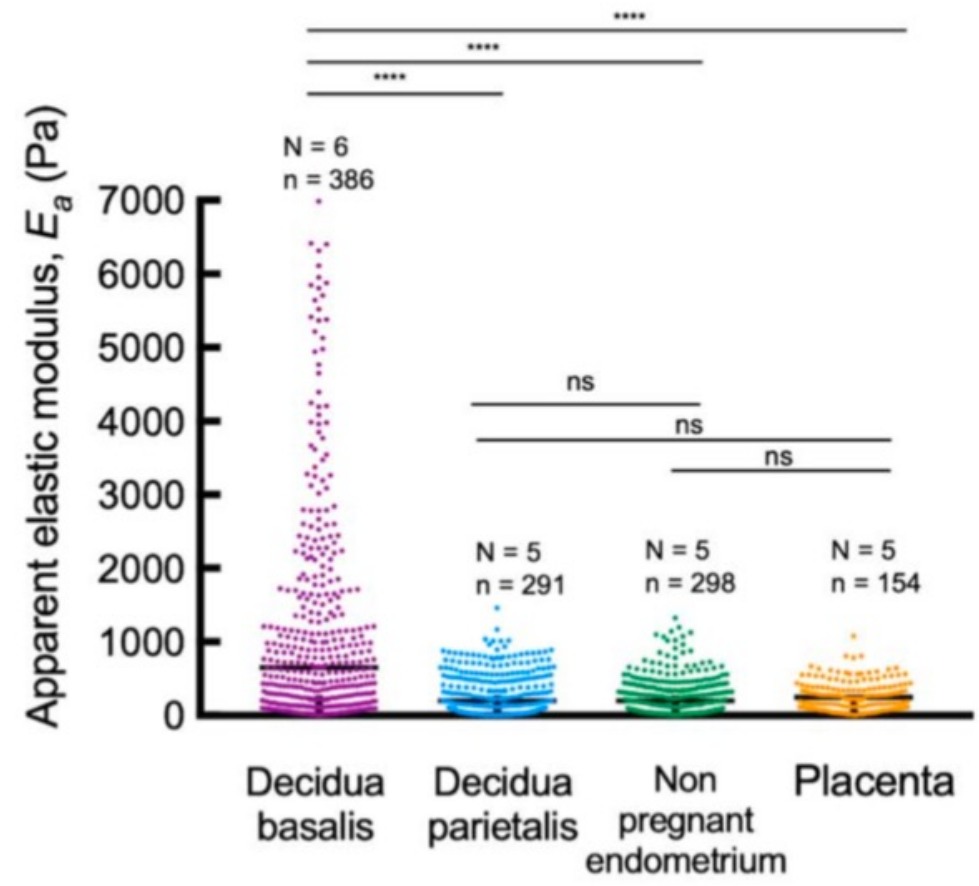 ****
****
****
N = 6
n = 386
Apparent elastic modulus, Ea (Pa)
7000
6000
5000
4000
3000
2000
1000
0
ns
ns
ns
N = 5
n = 291
N = 5
n = 298
N = 5
n = 154
Decidua
basalis
Decidua
parietalis
Non
pregnant
endometrium
Placenta